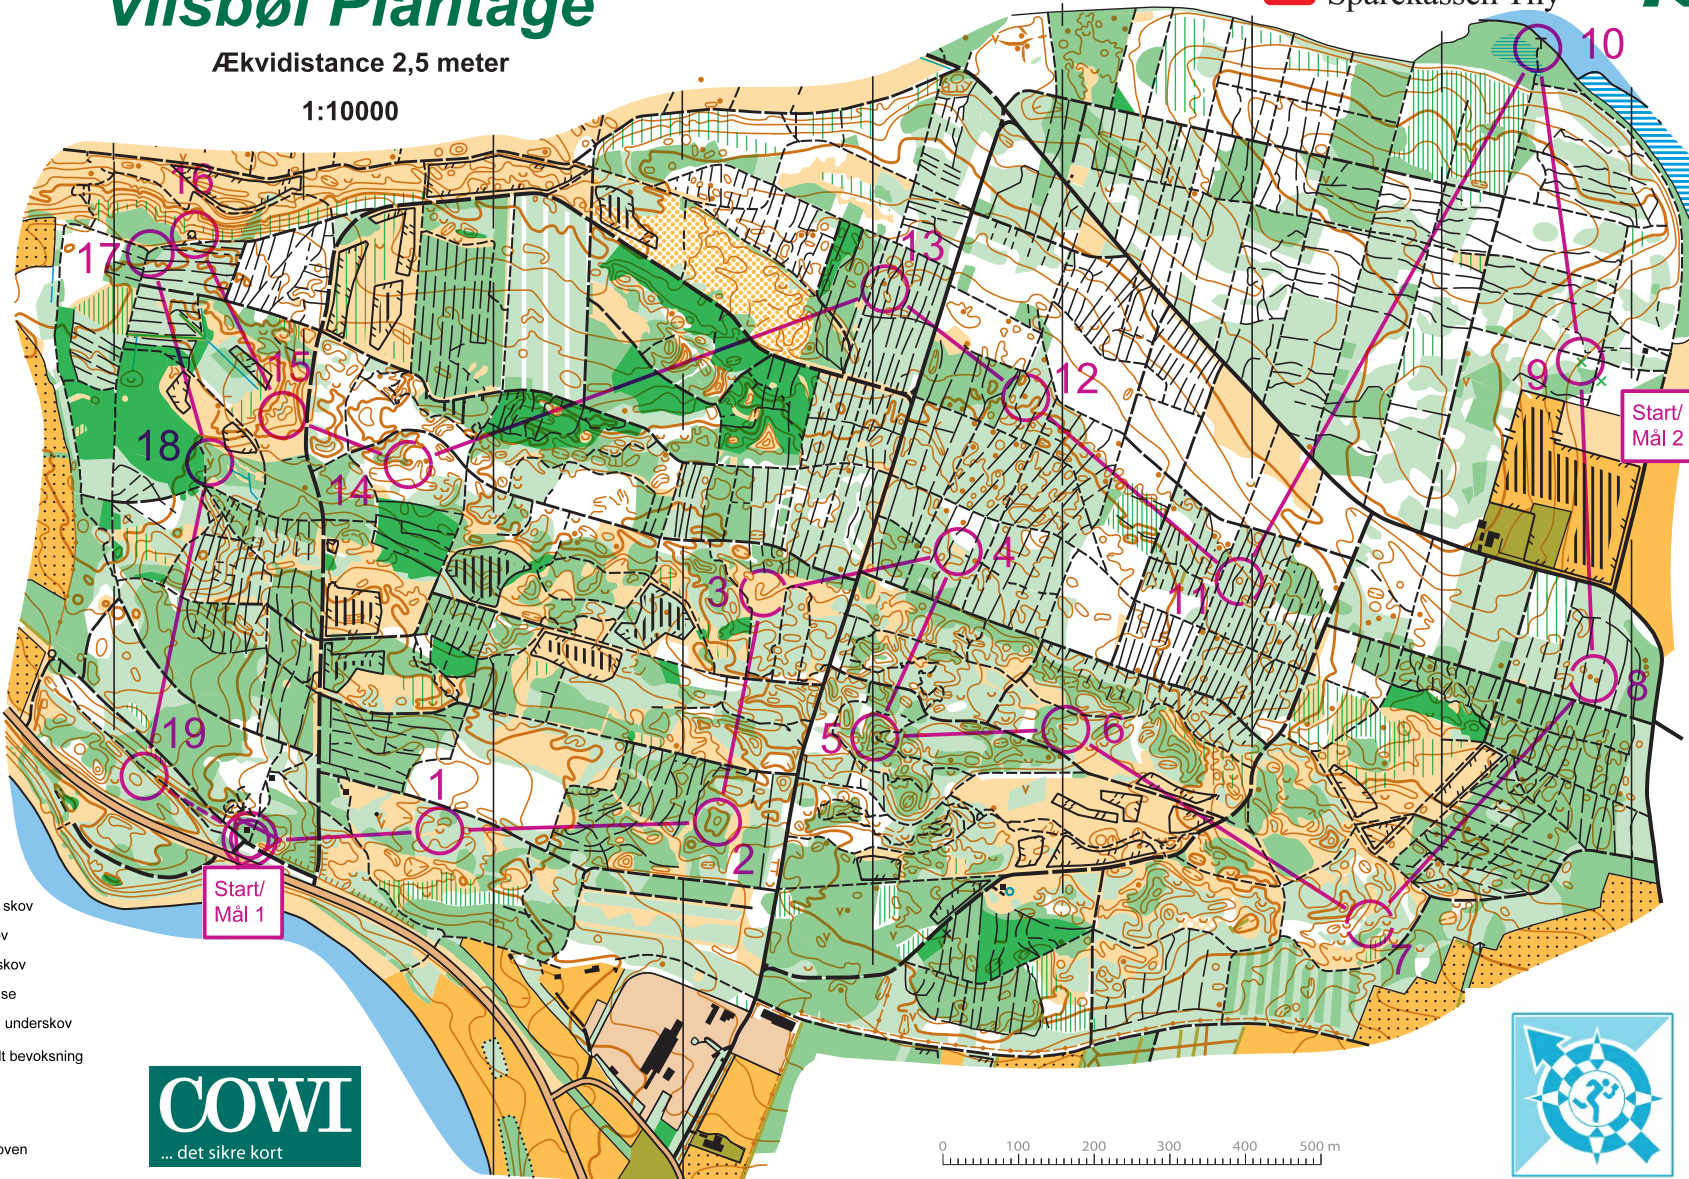 Vilsbøl Plantage
Ækvidistance 2,5 meter
1:10000
Sparekassen Thy
10
16
17
13
15
12
9
Start/
Mål 2
18
14
3
4
11
8
5
6
19
1
2
7
Start/
Mål 1
skov
skov
se
underskov
bevoksning
COWI
... det sikre kort
0 100 200 300 400 500 m